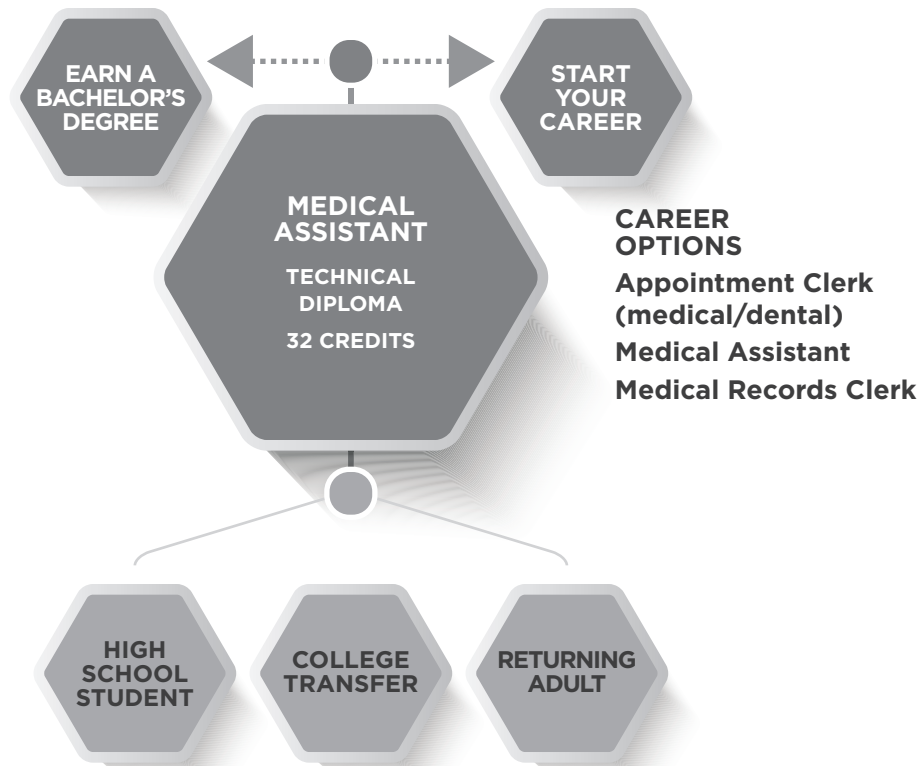 EARN A
BACHELOR'S
DEGREE
START
YOUR
CAREER
MEDICAL
ASSISTANT
TECHNICAL
DIPLOMA
32 CREDITS
CAREER
OPTIONS
Appointment Clerk
(medical/dental)
Medical Assistant
Medical Records Clerk
HIGH
SCHOOL
STUDENT
COLLEGE
TRANSFER
RETURNING
ADULT